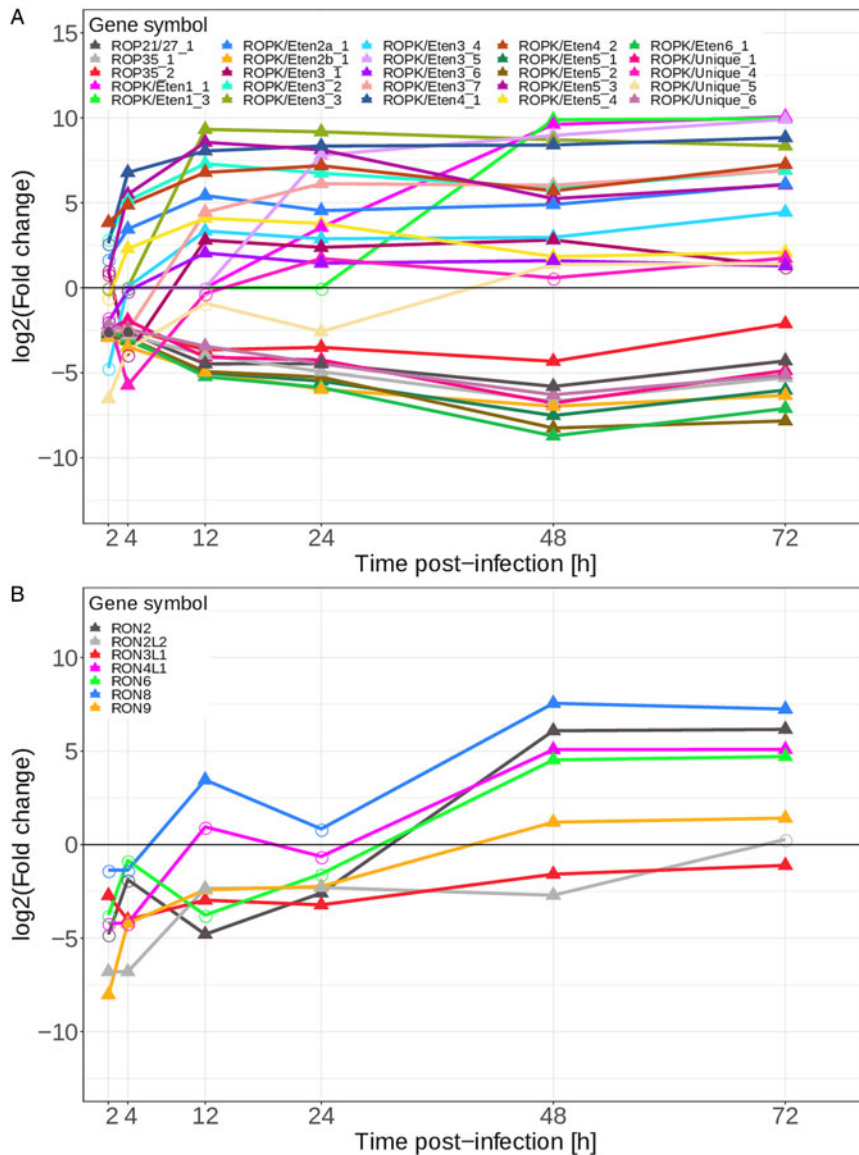 A
Gene symbol
ROP21/27_1 ROPK/Eten2a_1 ROPK/Eten3_4 ROPK/Eten4_2 ROPK/Eten6_1
ROP35_1 ROPK/Eten2b_1 ROPK/Eten3_5 ROPK/Eten5_1 ROPK/Unique_1
ROP35_2 ROPK/Eten3_1 ROPK/Eten3_6 ROPK/Eten5_2 ROPK/Unique_4
ROPK/Eten1_1 ROPK/Eten3_2 ROPK/Eten3_7 ROPK/Eten5_3 ROPK/Unique_5
ROPK/Eten1_3 ROPK/Eten3_3 ROPK/Eten4_1 ROPK/Eten5_4 ROPK/Unique_6
log2(Fold change)
15
10
5
0
−5
−10
2 4 12 24 48 72
Time post−infection [h]
B
Gene symbol
RON2
RON2L2
RON3L1
RON4L1
RON6
RON8
RON9
log2(Fold change)
10
5
0
−5
−10
2 4 12 24 48 72
Time post−infection [h]